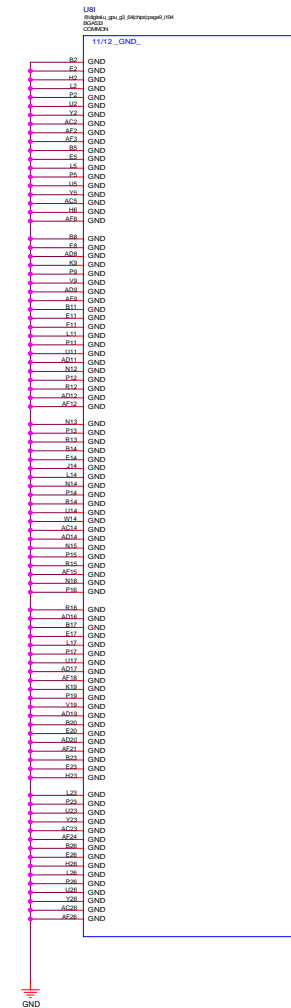 U8I
BGA533
COMMON
11/12 _GND_
B2 GND
E2 GND
H2 GND
L2 GND
P2 GND
U2 GND
Y2 GND
AC2 GND
AF2 GND
AF3 GND
B5 GND
E5 GND
L5 GND
P5 GND
U5 GND
Y5 GND
AC5 GND
H6 GND
AF6 GND
B8 GND
E8 GND
AD8 GND
K9 GND
P9 GND
V9 GND
AD9 GND
AF9 GND
B11 GND
E11 GND
F11 GND
L11 GND
P11 GND
U11 GND
AD11 GND
N12 GND
P12 GND
R12 GND
AD12 GND
AF12 GND
N13 GND
P13 GND
R13 GND
B14 GND
E14 GND
J14 GND
L14 GND
N14 GND
P14 GND
R14 GND
U14 GND
W14 GND
AC14 GND
AD14 GND
N15 GND
P15 GND
R15 GND
AF15 GND
N16 GND
P16 GND
R16 GND
AD16 GND
B17 GND
E17 GND
L17 GND
P17 GND
U17 GND
AD17 GND
AF18 GND
K19 GND
P19 GND
V19 GND
AD19 GND
B20 GND
E20 GND
AD20 GND
AF21 GND
B23 GND
E23 GND
H23 GND
L23 GND
P23 GND
U23 GND
Y23 GND
AC23 GND
AF24 GND
B26 GND
E26 GND
H26 GND
L26 GND
P26 GND
U26 GND
Y26 GND
AC26 GND
AF26 GND
GND